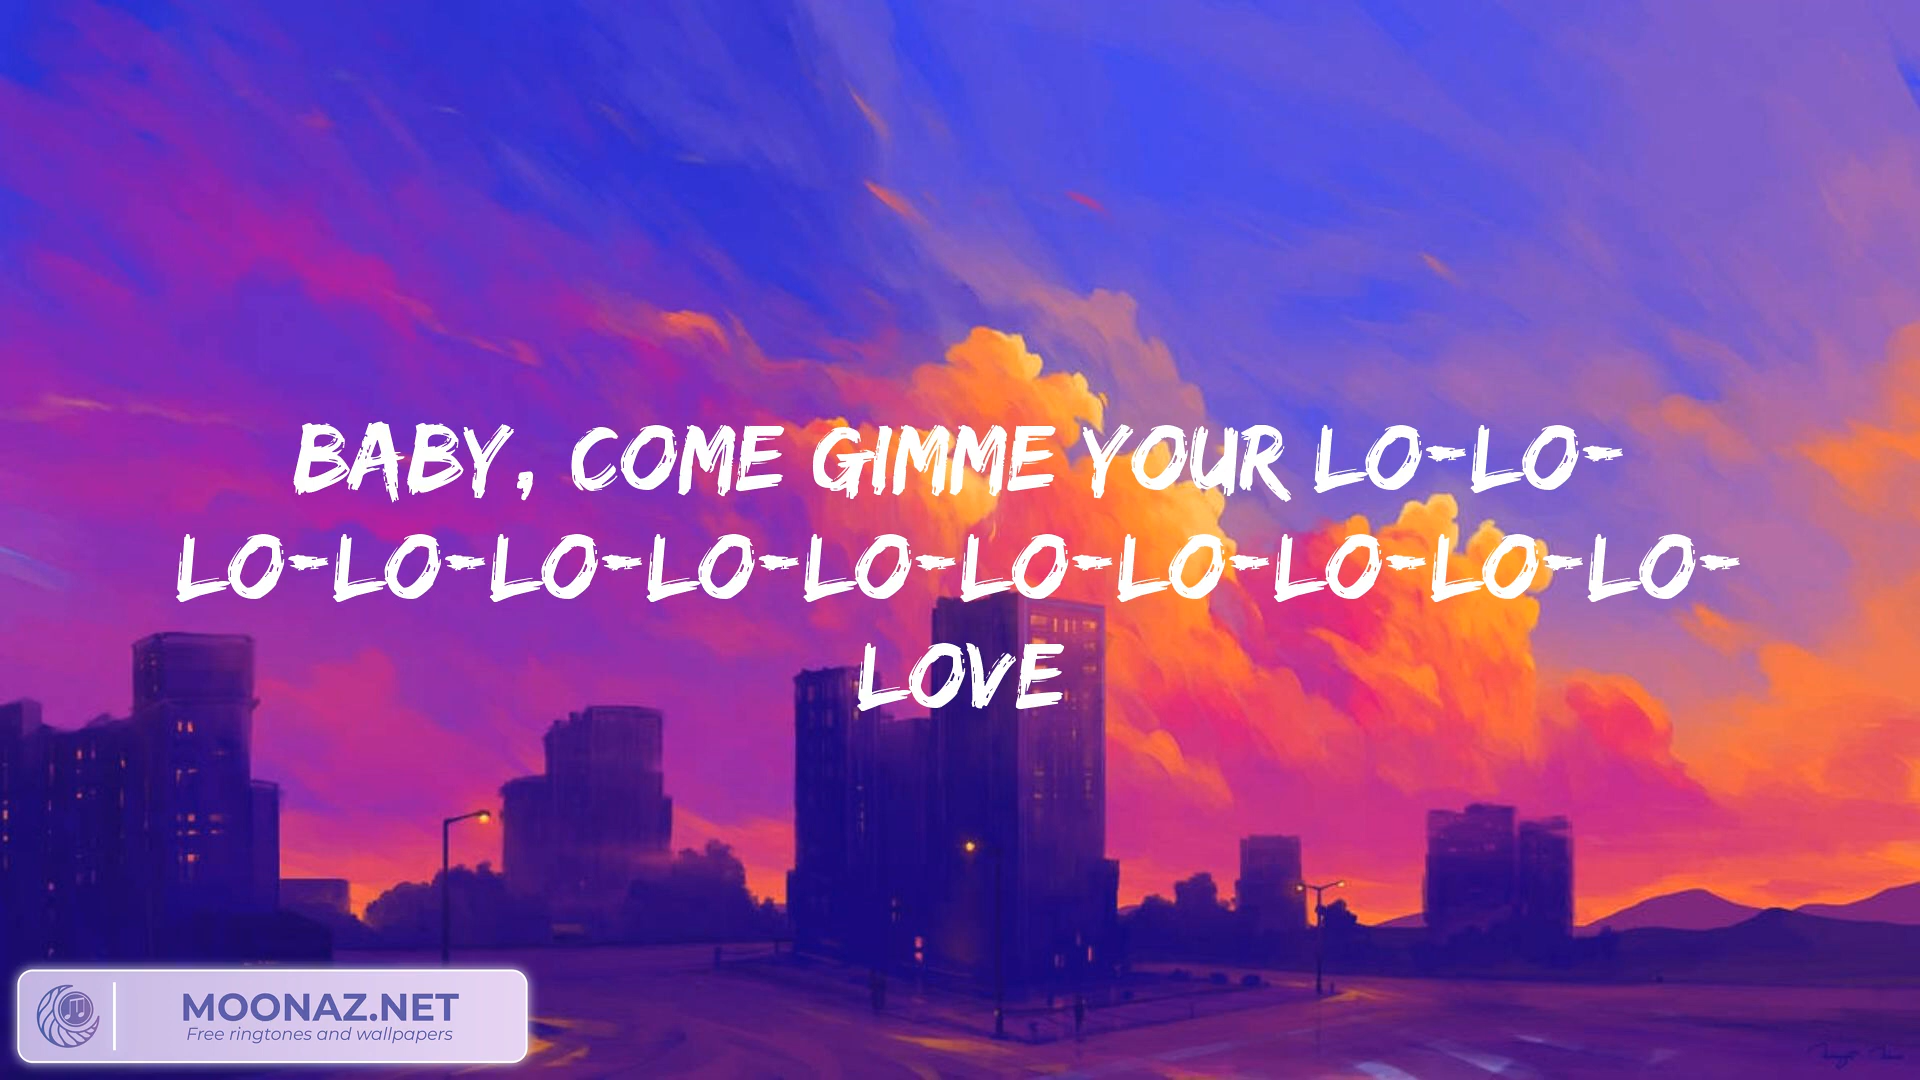 BABY, COME GIMME YOUR LO-LO-
LO-LO-LO-LO-LO-LO-LO-LO-LO-LO-
LOVE
MOONAZ.NET
Free ringtones and wallpapers